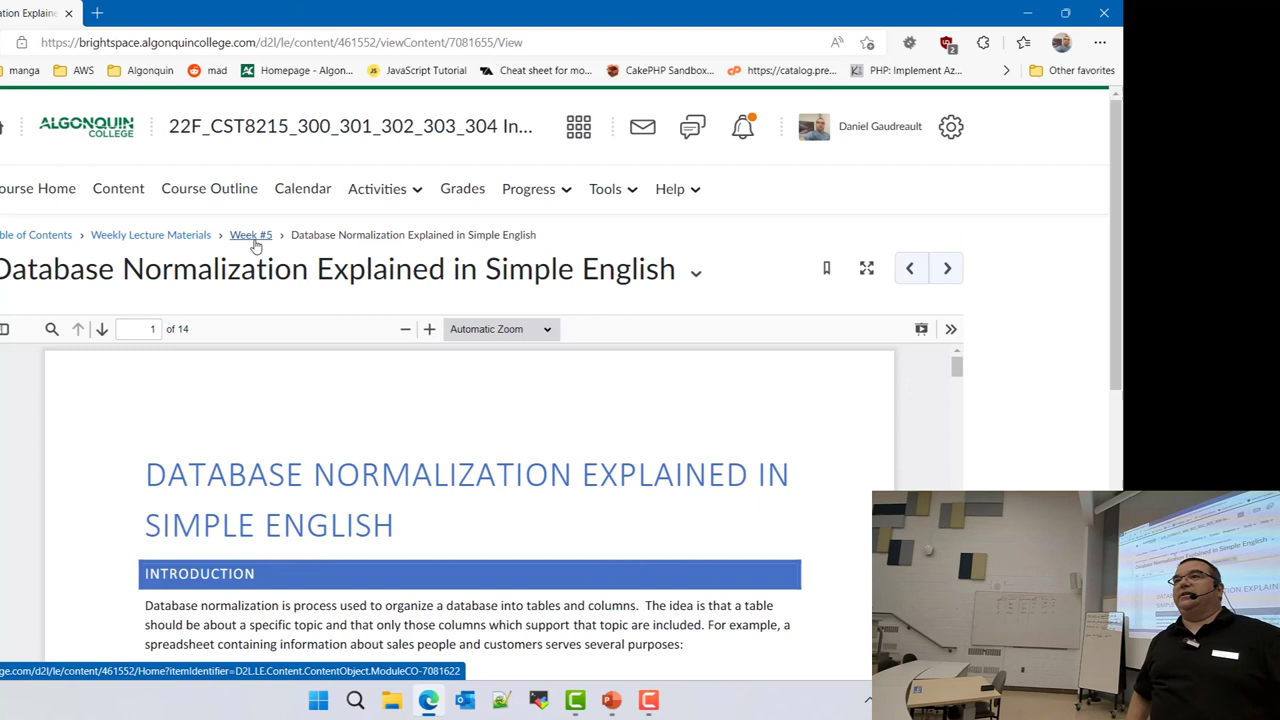 ation Explaine
https://brightspace.algonquincollege.com/d2l/le/content/461552/viewContent/7081655/View
manga AWS Algonquin mad Homepage - Algon... JavaScript Tutorial Cheat sheet for mo... CakePHP Sandbox... https://catalog.pre... PHP: Implement Az... Other favorites
ALGONQUIN COLLEGE 22F_CST8215_300_301_302_303_304 In... Daniel Gaudreault
ourse Home Content Course Outline Calendar Activities Grades Progress Tools Help
ble of Contents › Weekly Lecture Materials › Week #5 › Database Normalization Explained in Simple English
Database Normalization Explained in Simple English
1 of 14 Automatic Zoom
DATABASE NORMALIZATION EXPLAINED IN
SIMPLE ENGLISH
INTRODUCTION
Database normalization is process used to organize a database into tables and columns. The idea is that a table
should be about a specific topic and that only those columns which support that topic are included. For example, a
spreadsheet containing information about sales people and customers serves several purposes:
ge.com/d2l/le/content/461552/Home?itemIdentifier=D2L.LE.Content.ContentObject.ModuleCO-7081622